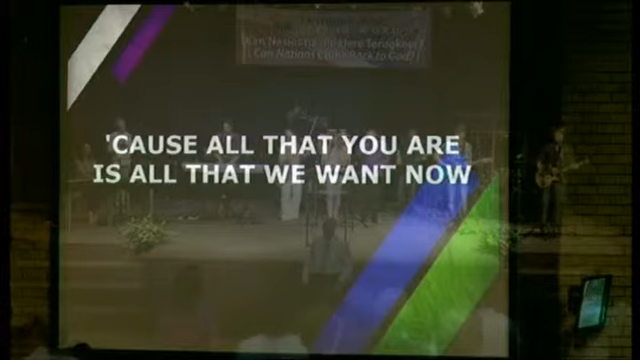 Can Nations Come Back to God?
'CAUSE ALL THAT YOU ARE
IS ALL THAT WE WANT NOW